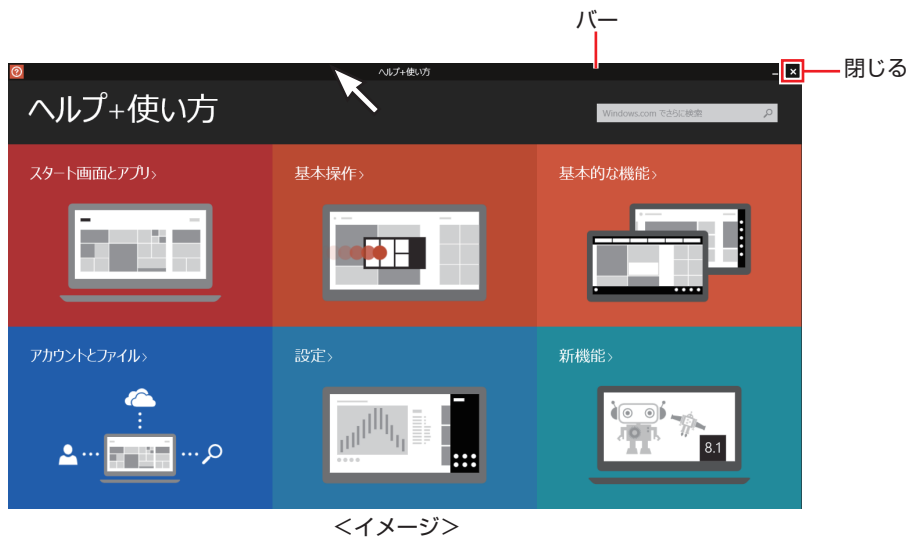 バー
ヘルプ+使い方
閉じる
ヘルプ+使い方
Windows.com でさらに検索
スタート画面とアプリ›
基本操作›
基本的な機能›
アカウントとファイル›
設定›
新機能›
8.1
＜イメージ＞